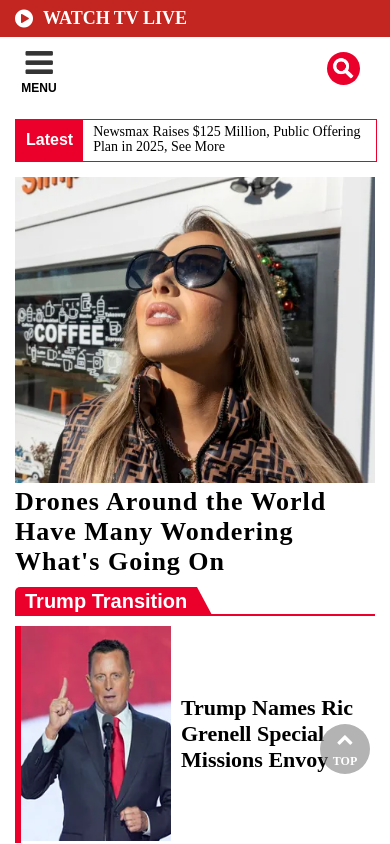 WATCH TV LIVE
MENU
Latest
Newsmax Raises $125 Million, Public Offering
Plan in 2025, See More
COFFEE
Drones Around the World
Have Many Wondering
What's Going On
Trump Transition
Trump Names Ric
Grenell Special
Missions Envoy
TOP